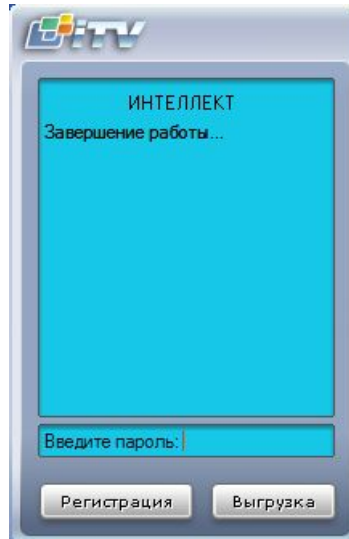 iTV
ИНТЕЛЛЕКТ
Завершение работы...
Введите пароль:
Регистрация
Выгрузка